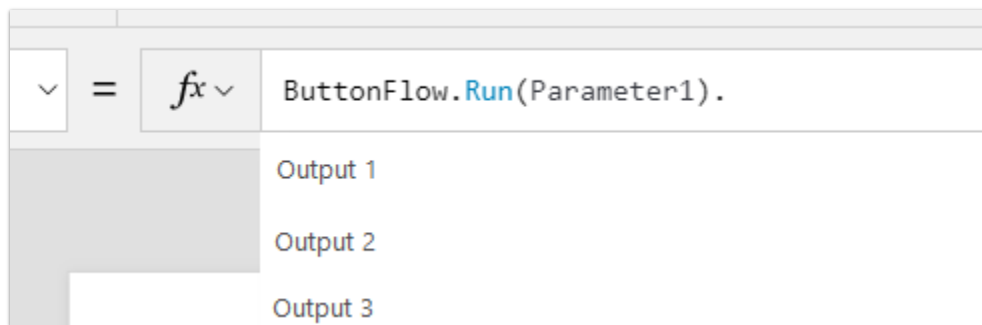 = fx ButtonFlow.Run(Parameter1).
Output 1
Output 2
Output 3